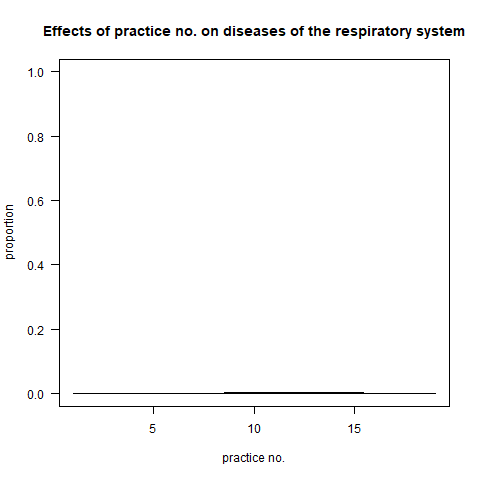 Effects of practice no. on diseases of the respiratory system
1.0
0.8
0.6
0.4
0.2
0.0
proportion
5 10 15
practice no.